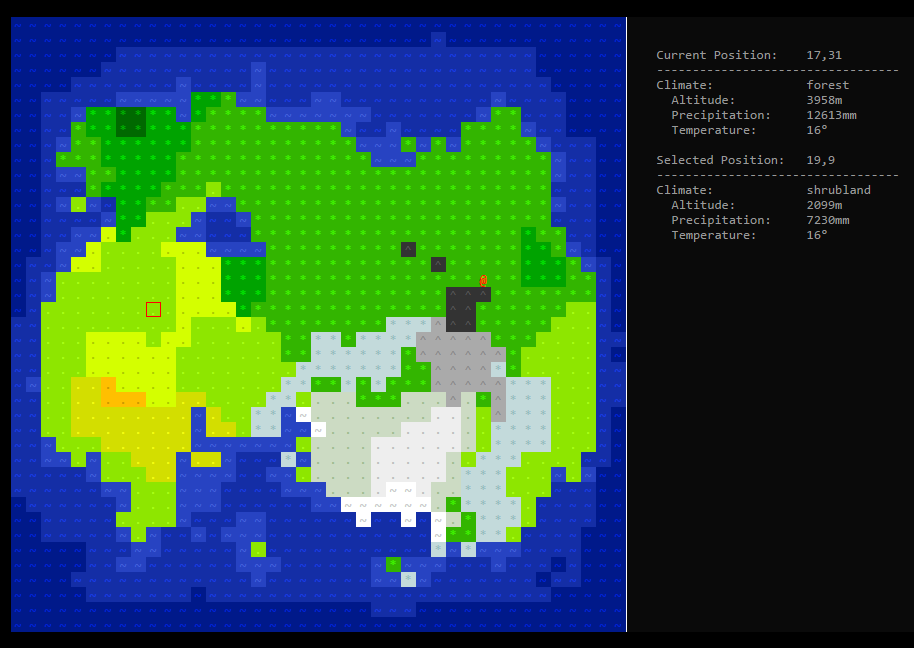 Current Position:    17,31
----------------------------------
Climate:             forest
  Altitude:          3958m
  Precipitation:     12613mm
  Temperature:       16°
Selected Position:   19,9
----------------------------------
Climate:             shrubland
  Altitude:          2099m
  Precipitation:     7230mm
  Temperature:       16°